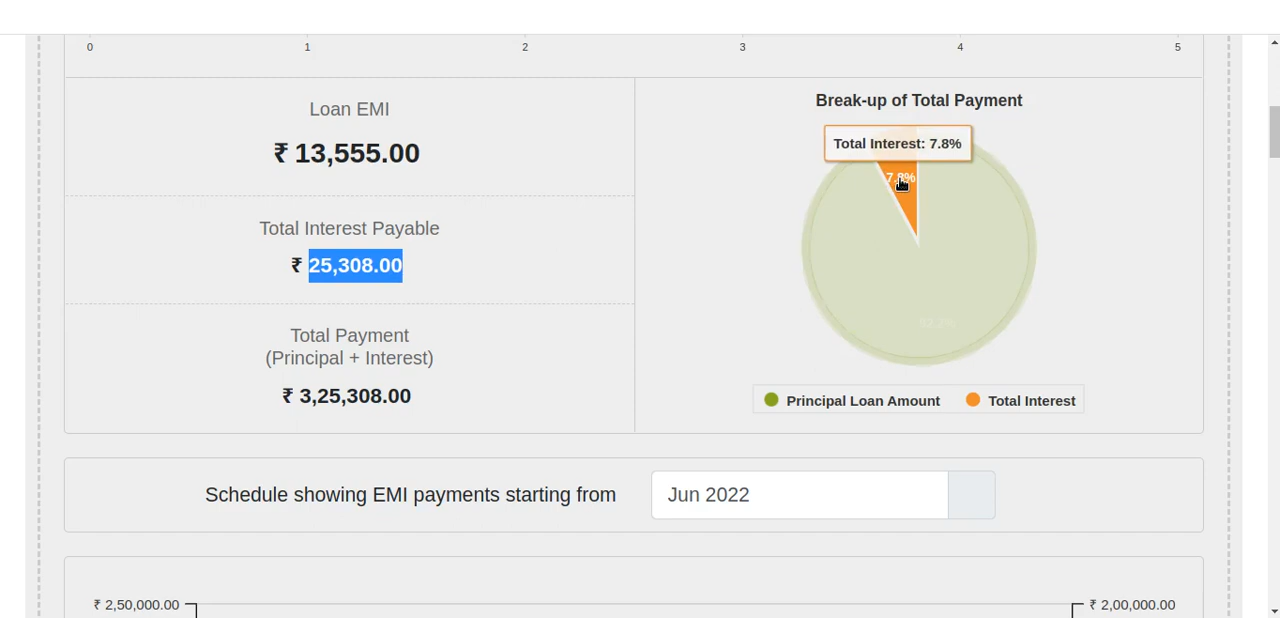 0 1 2 3 4 5
Loan EMI
₹ 13,555.00
Total Interest Payable
₹ 25,308.00
Total Payment
(Principal + Interest)
₹ 3,25,308.00
Break-up of Total Payment
Total Interest: 7.8%
7.8%
92.2%
Principal Loan Amount Total Interest
Schedule showing EMI payments starting from Jun 2022
₹ 2,50,000.00 ₹ 2,00,000.00